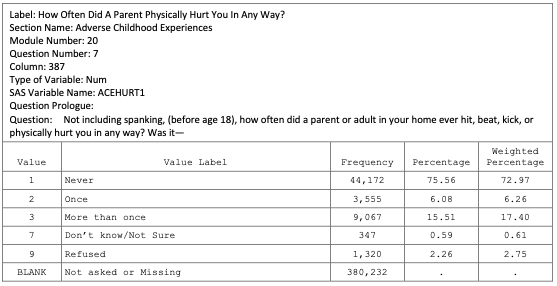 Label: How Often Did A Parent Physically Hurt You In Any Way?
Section Name: Adverse Childhood Experiences
Module Number: 20
Question Number: 7
Column: 387
Type of Variable: Num
SAS Variable Name: ACEHURT1
Question Prologue:
Question: Not including spanking, (before age 18), how often did a parent or adult in your home ever hit, beat, kick, or
physically hurt you in any way? Was it—
Value Value Label Frequency Percentage Weighted Percentage
1 Never 44,172 75.56 72.97
2 Once 3,555 6.08 6.26
3 More than once 9,067 15.51 17.40
7 Don't know/Not Sure 347 0.59 0.61
9 Refused 1,320 2.26 2.75
BLANK Not asked or Missing 380,232 . .